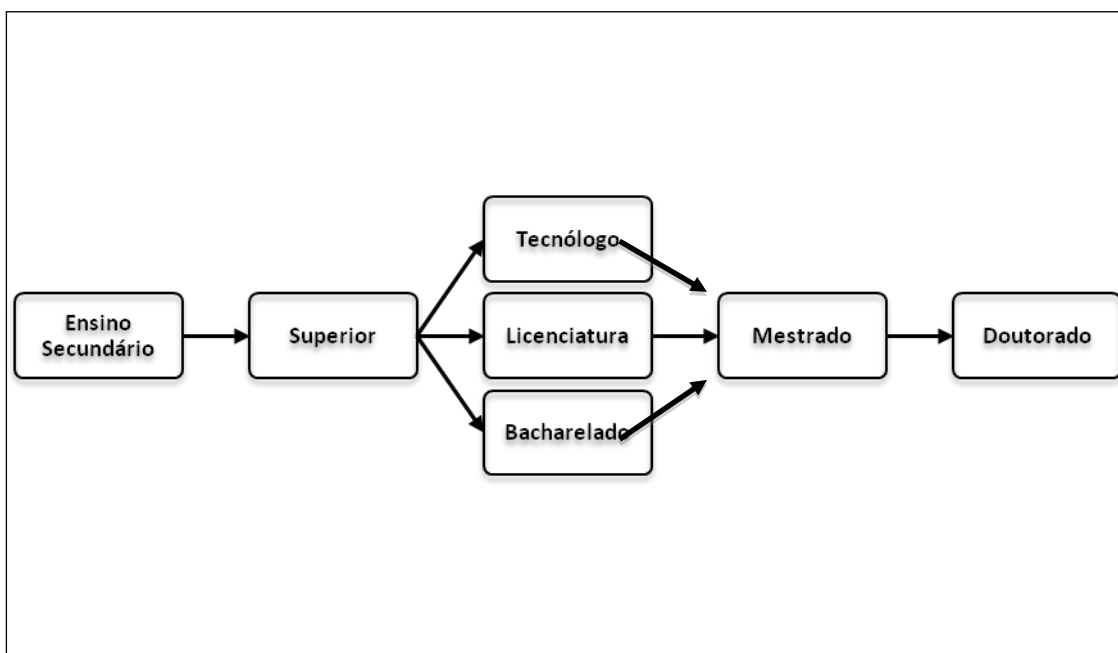 Ensino
Secundário
Superior
Tecnólogo
Licenciatura
Bacharelado
Mestrado
Doutorado